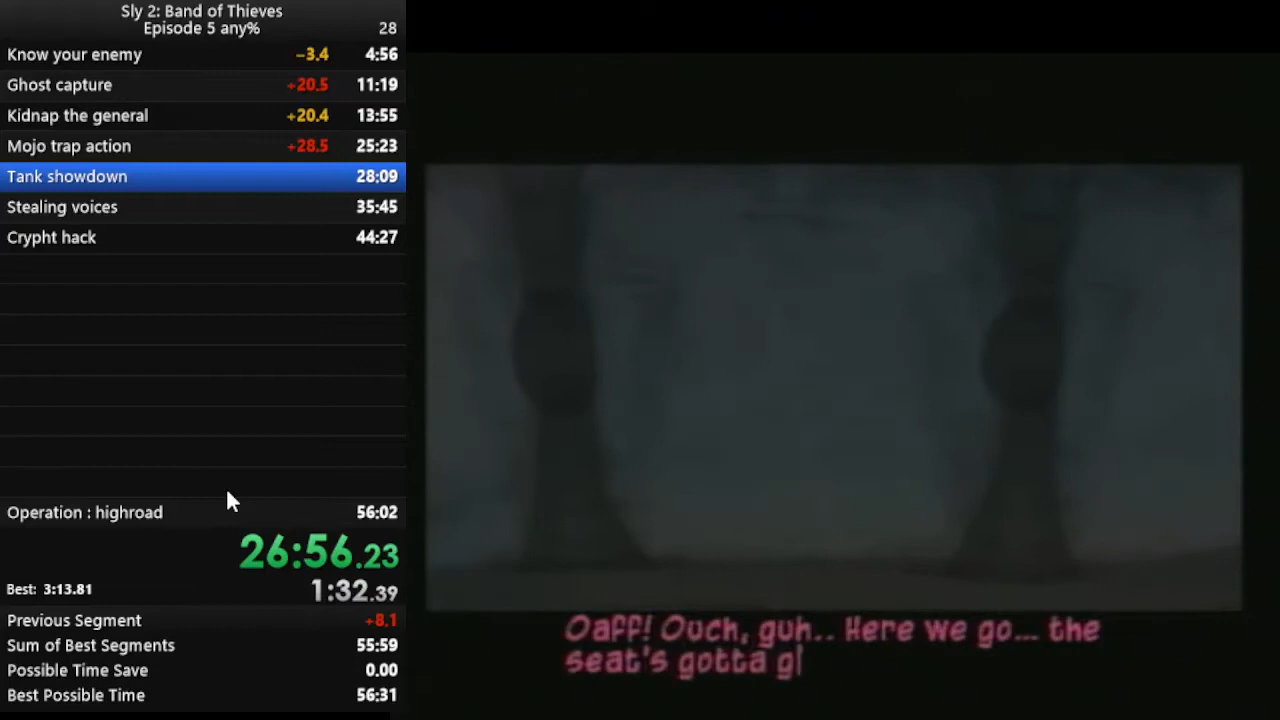 Sly 2: Band of Thieves
Episode 5 any% 28
Know your enemy −3.4 4:56
Ghost capture +20.5 11:19
Kidnap the general +20.4 13:55
Mojo trap action +28.5 25:23
Tank showdown 28:09
Stealing voices 35:45
Crypht hack 44:27
Operation : highroad 56:02
26:56.23
Best: 3:13.81 1:32.39
Previous Segment +8.1
Sum of Best Segments 55:59
Possible Time Save 0.00
Best Possible Time 56:31
Oaff! Ouch, guh.. Here we go... the
seat's gotta gi